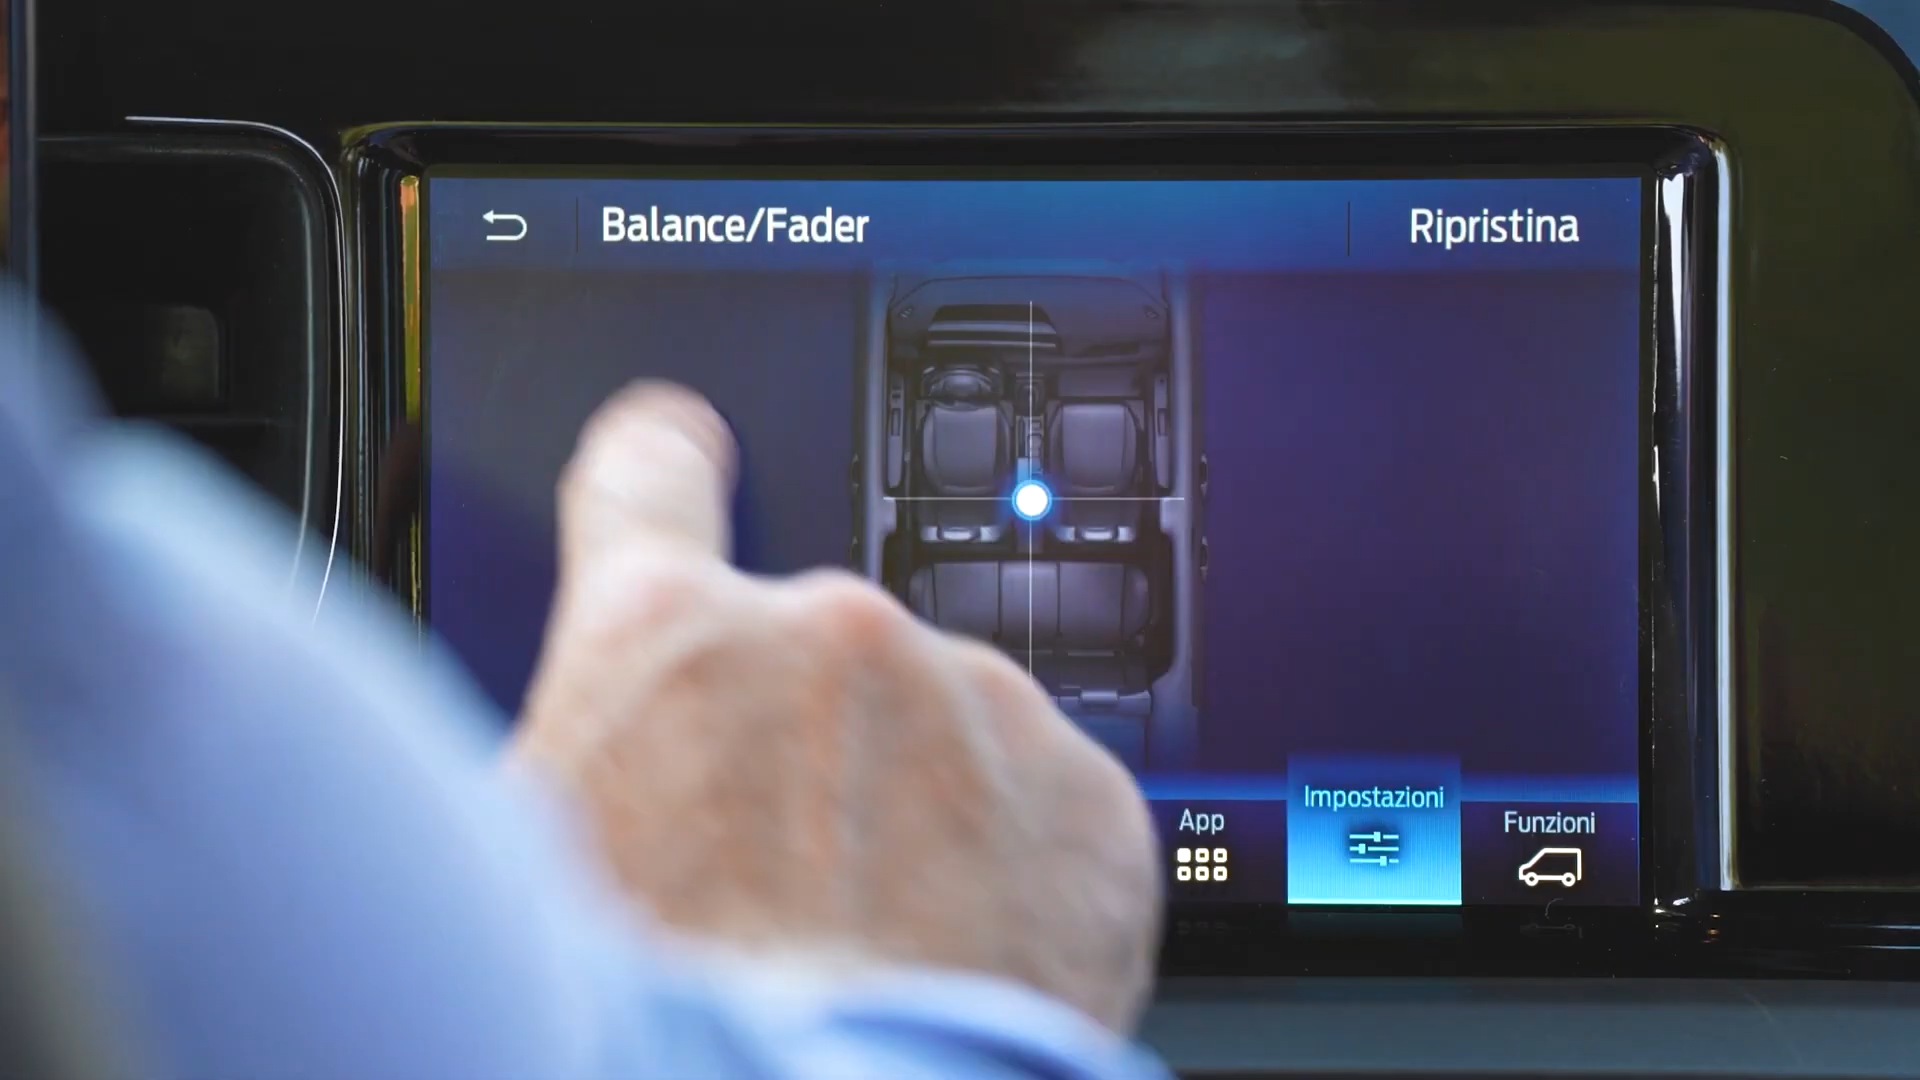 Balance/Fader
Ripristina
App
Impostazioni
Funzioni